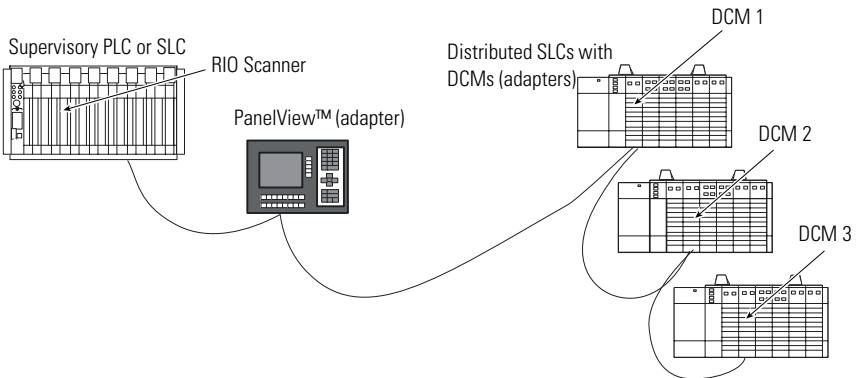 DCM 1
Supervisory PLC or SLC
RIO Scanner
Distributed SLCs with
DCMs (adapters)
PanelView™ (adapter)
DCM 2
DCM 3